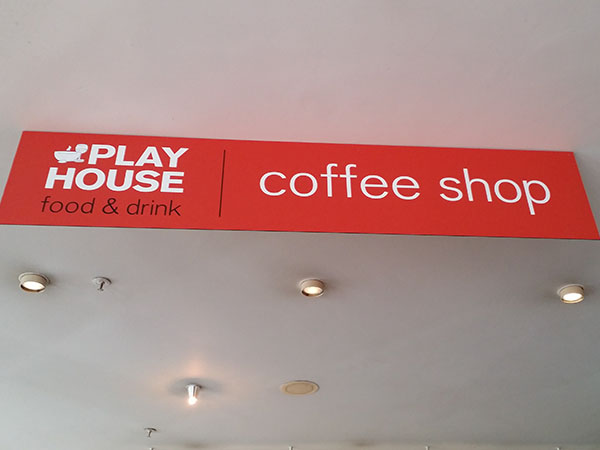 PLAY
HOUSE
food & drink
coffee shop